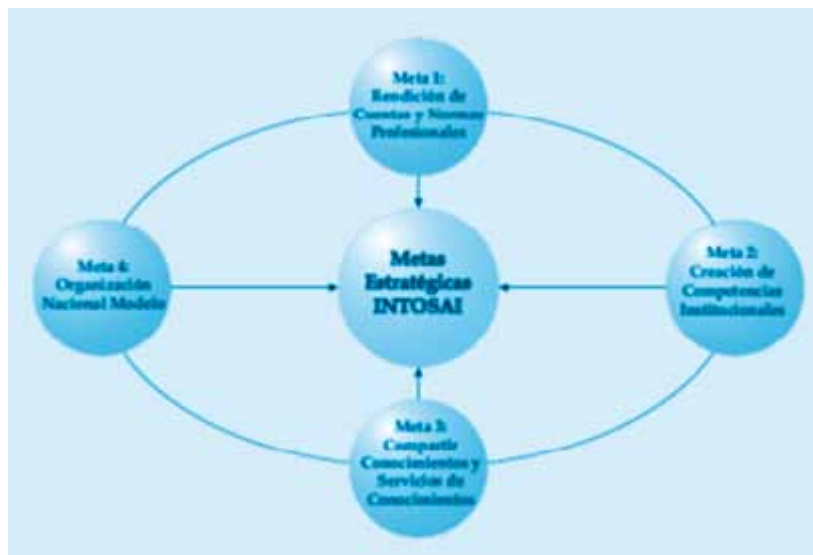 Meta 1:
Rendición de
Cuentas y Normas
Profesionales
Meta 4:
Organización
Nacional Modelo
Metas
Estratégicas
INTOSAI
Meta 2:
Creación de
Competencias
Institucionales
Meta 3:
Compartir
Conocimientos y
Servicios de
Conocimientos